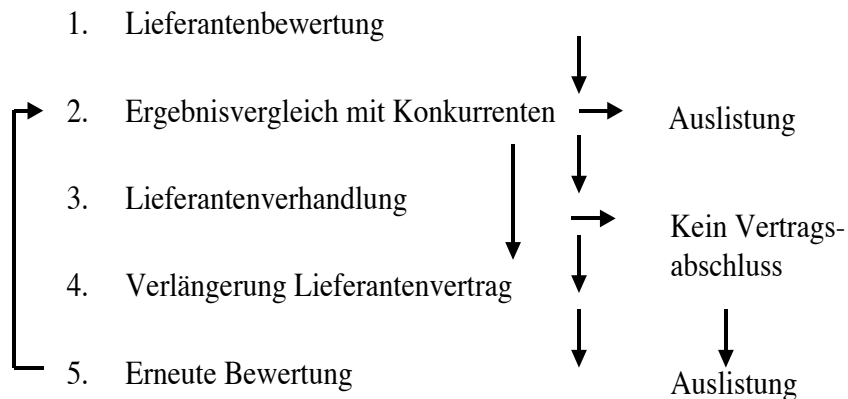 1. Lieferantenbewertung
2. Ergebnisvergleich mit Konkurrenten
Auslistung
3. Lieferantenverhandlung
Kein Vertrags-
abschluss
4. Verlängerung Lieferantenvertrag
5. Erneute Bewertung
Auslistung